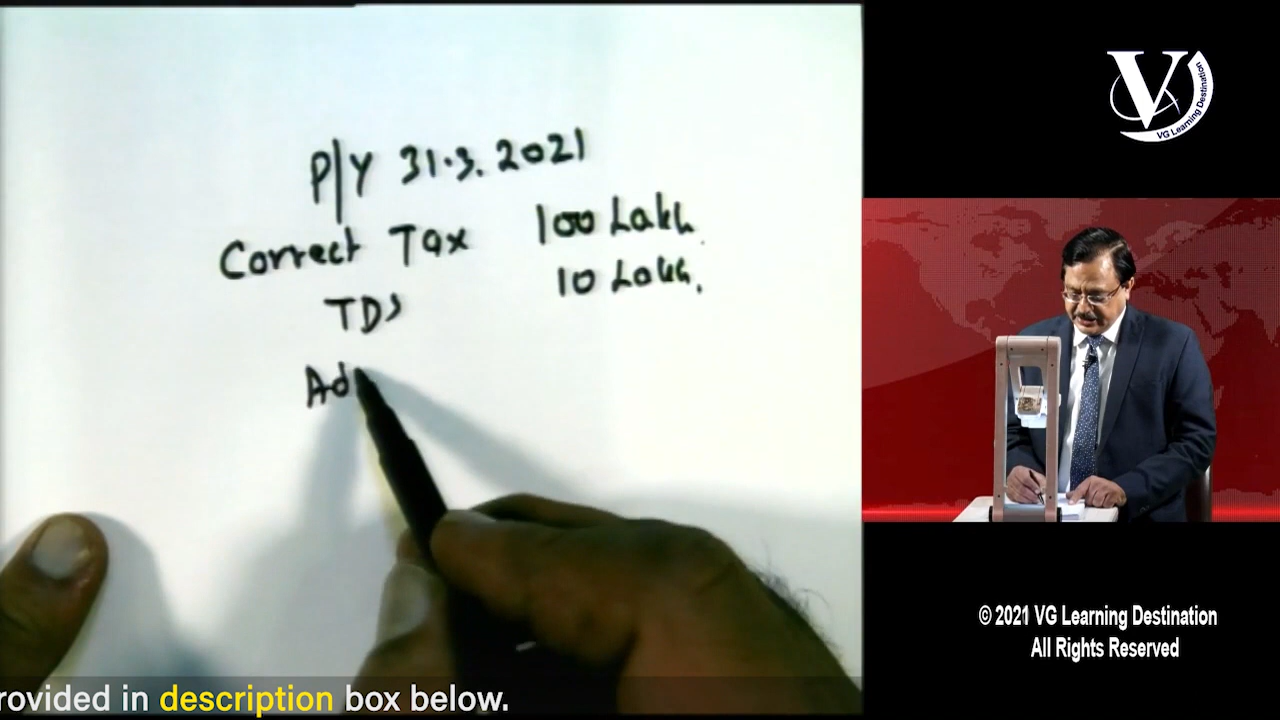 P/Y 31.3.2021
Correct Tax 100 Lakh
TDS 10 Lakh.
Ad
V
VG Learning Destination
© 2021 VG Learning Destination
All Rights Reserved
rovided in description box below.